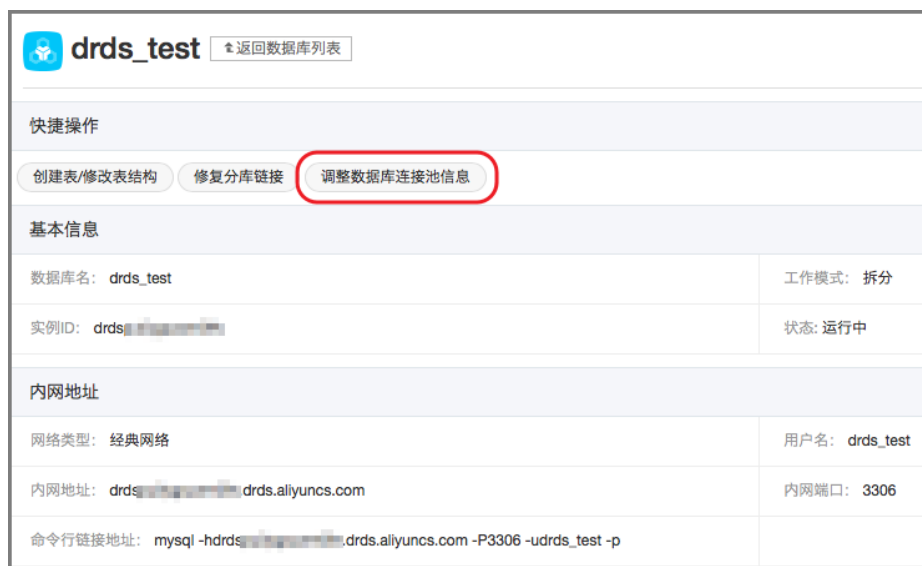 drds_test 返回数据库列表
快捷操作
创建表/修改表结构 修复分库链接 调整数据库连接池信息
基本信息
数据库名: drds_test 工作模式: 拆分
实例ID: drds 状态: 运行中
内网地址
网络类型: 经典网络 用户名: drds_test
内网地址: drds .drds.aliyuncs.com 内网端口: 3306
命令行链接地址: mysql -hdrds .drds.aliyuncs.com -P3306 -udrds_test -p